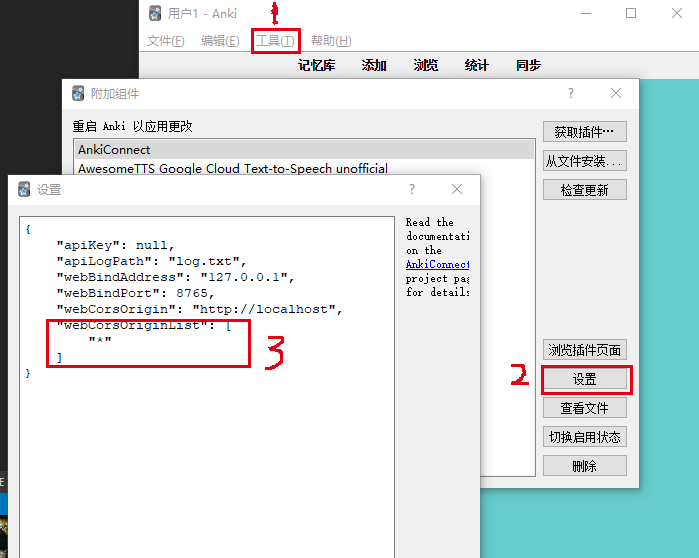 1
用户1 - Anki
文件(F) 编辑(E) 工具(T) 帮助(H)
记忆库 添加 浏览 统计 同步
附加组件
重启 Anki 以应用更改
AnkiConnect
AwesomeTTS Google Cloud Text-to-Speech unofficial
获取插件…
从文件安装...
检查更新
浏览插件页面
2
设置
查看文件
切换启用状态
删除
设置
{
"apiKey": null,
"apiLogPath": "log.txt",
"webBindAddress": "127.0.0.1",
"webBindPort": 8765,
"webCorsOrigin": "http://localhost",
"webCorsOriginList": [
"*"
]
}
3
Read the
documentati
on the
AnkiConnect
project pag
for details
E